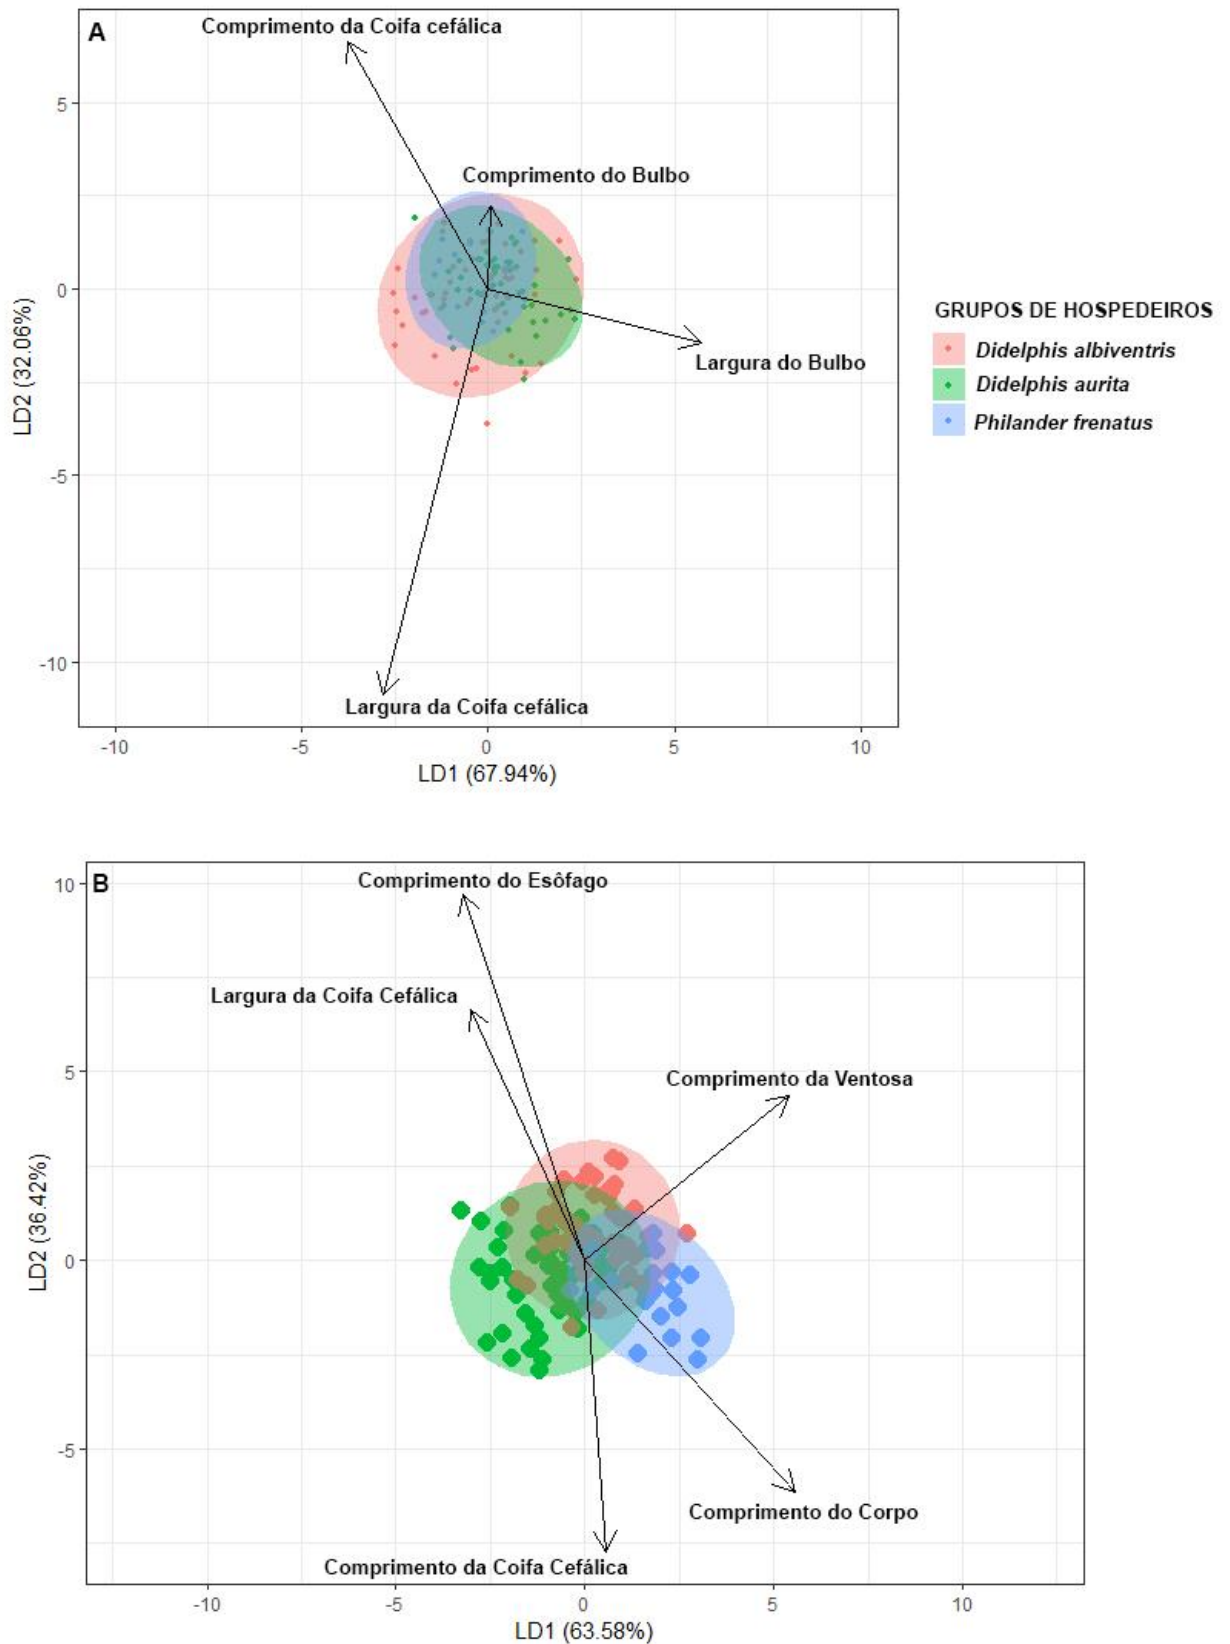 A
Comprimento da Coifa cefálica
Comprimento do Bulbo
Largura do Bulbo
Largura da Coifa cefálica
5
0
-5
-10
LD2 (32.06%)
-10 -5 0 5 10
LD1 (67.94%)
GRUPOS DE HOSPEDEIROS
Didelphis albiventris
Didelphis aurita
Philander frenatus
B
Comprimento do Esôfago
Largura da Coifa Cefálica
Comprimento da Ventosa
Comprimento do Corpo
Comprimento da Coifa Cefálica
10
5
0
-5
LD2 (36.42%)
-10 -5 0 5 10
LD1 (63.58%)